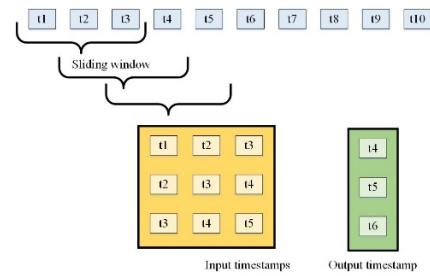 t1 t2 t3 t4 t5 t6 t7 t8 t9 t10
Sliding window
t1 t2 t3 t4
t2 t3 t4 t5
t3 t4 t5 t6
Input timestamps Output timestamp